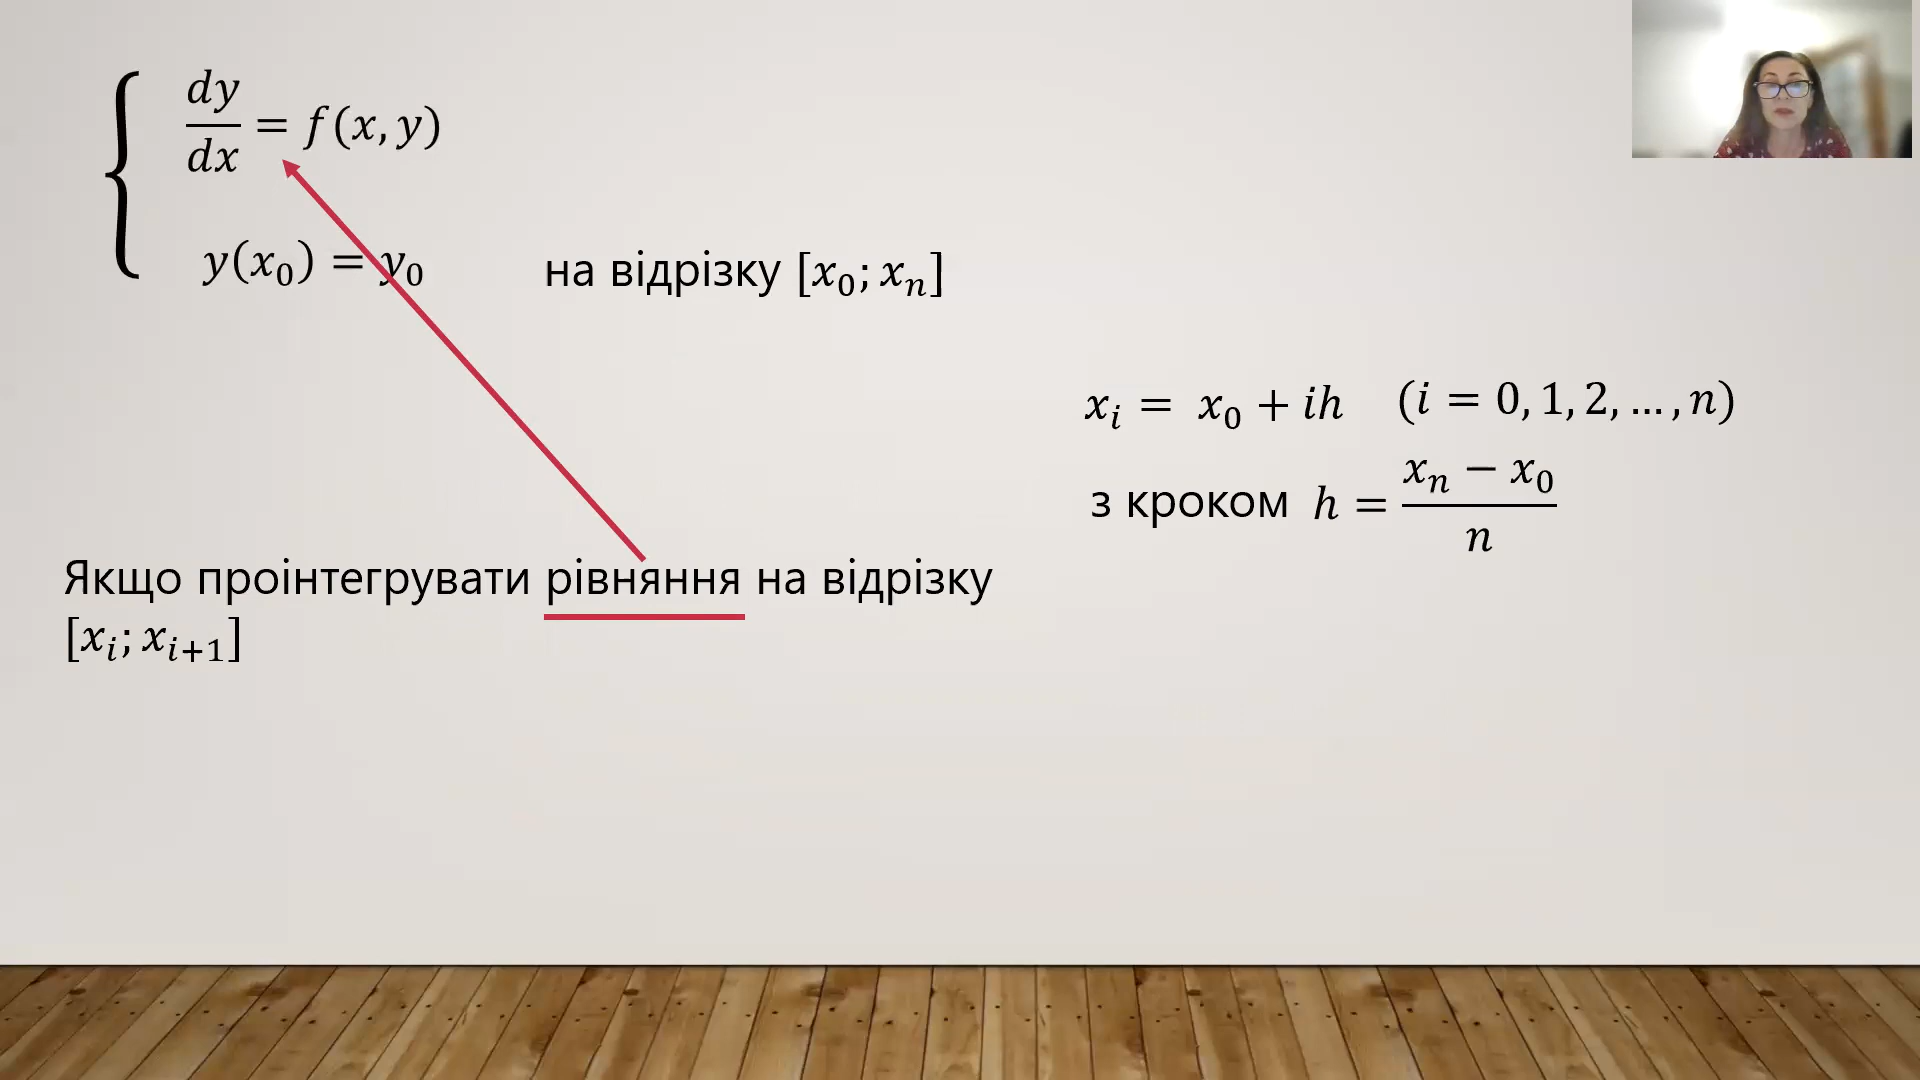 dy/dx = f(x, y)
y(x₀) = y₀
на відрізку [x₀; xₙ]
xᵢ = x₀ + ih (i = 0, 1, 2, …, n)
з кроком h = (xₙ − x₀)/n
Якщо проінтегрувати рівняння на відрізку
[xᵢ; xᵢ₊₁]